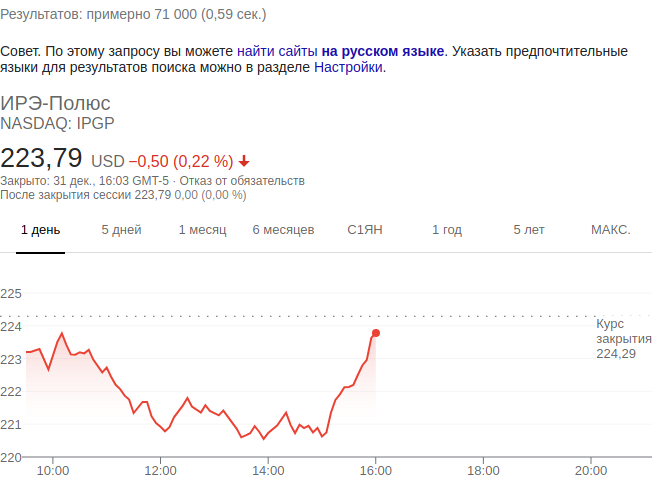 Результатов: примерно 71 000 (0,59 сек.)
Совет. По этому запросу вы можете найти сайты на русском языке. Указать предпочтительные
языки для результатов поиска можно в разделе Настройки.
ИРЭ-Полюс
NASDAQ: IPGP
223,79 USD −0,50 (0,22 %)
Закрыто: 31 дек., 16:03 GMT-5 · Отказ от обязательств
После закрытия сессии 223,79 0,00 (0,00 %)
1 день 5 дней 1 месяц 6 месяцев С1ЯН 1 год 5 лет МАКС.
225
224
223
222
221
220
Курс
закрытия
224,29
10:00 12:00 14:00 16:00 18:00 20:00